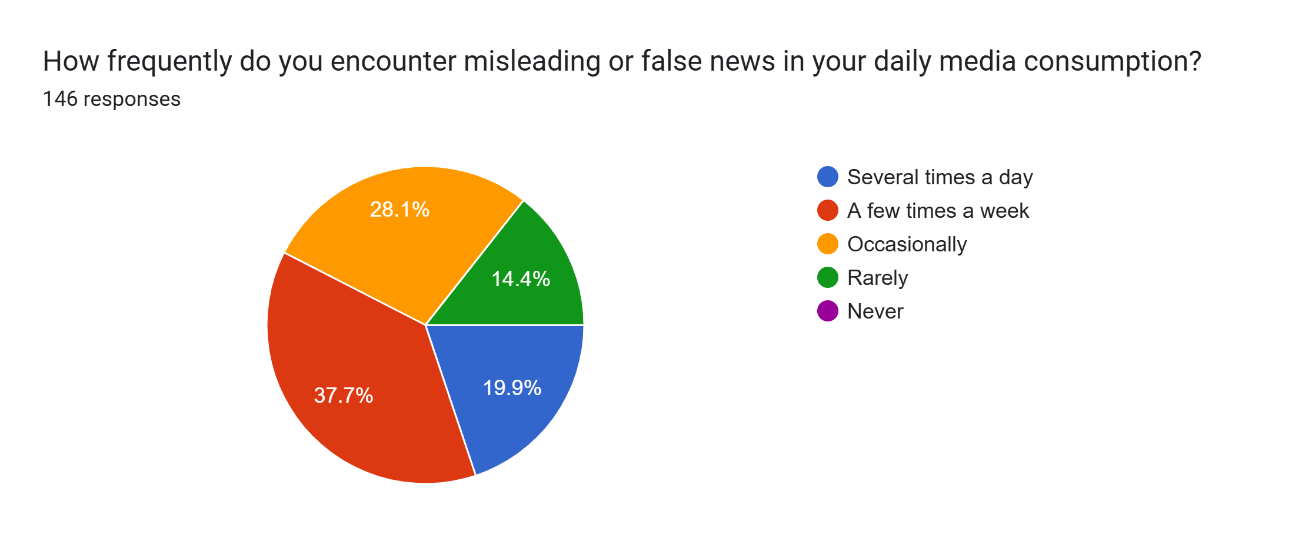 How frequently do you encounter misleading or false news in your daily media consumption?
146 responses
28.1%
14.4%
37.7%
19.9%
Several times a day
A few times a week
Occasionally
Rarely
Never